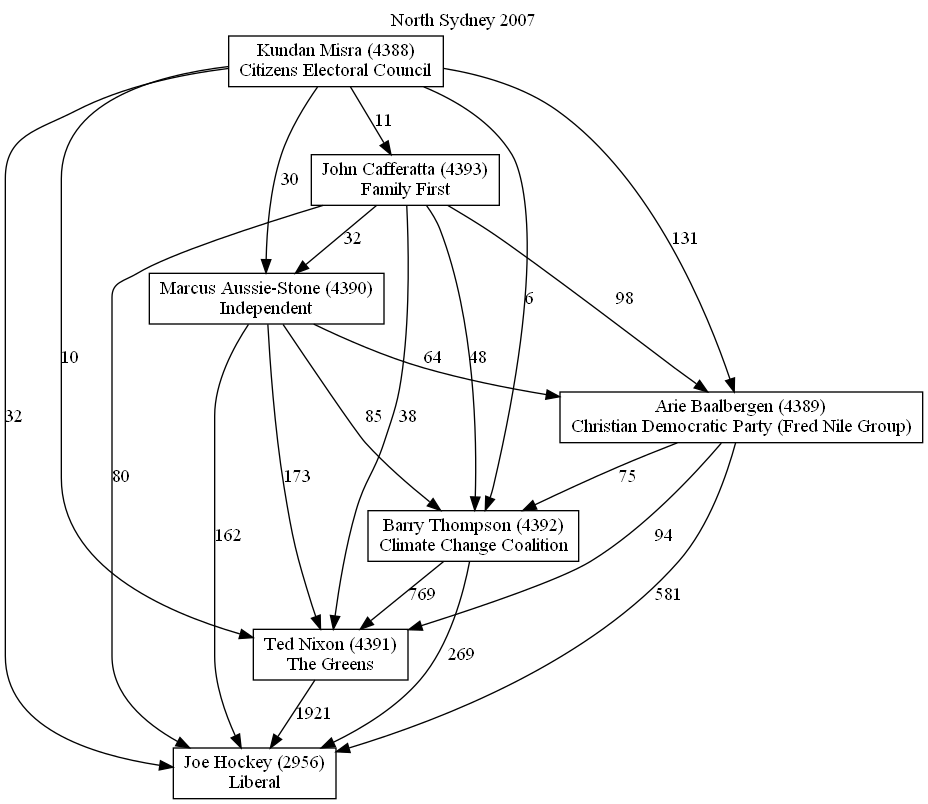 North Sydney 2007
Kundan Misra (4388)
Citizens Electoral Council
11
John Cafferatta (4393)
Family First
30
131
32
Marcus Aussie-Stone (4390)
Independent
6
98
10
64
48
Arie Baalbergen (4389)
Christian Democratic Party (Fred Nile Group)
32
85
38
80
173
75
Barry Thompson (4392)
Climate Change Coalition
162
94
769
581
Ted Nixon (4391)
The Greens
269
1921
Joe Hockey (2956)
Liberal